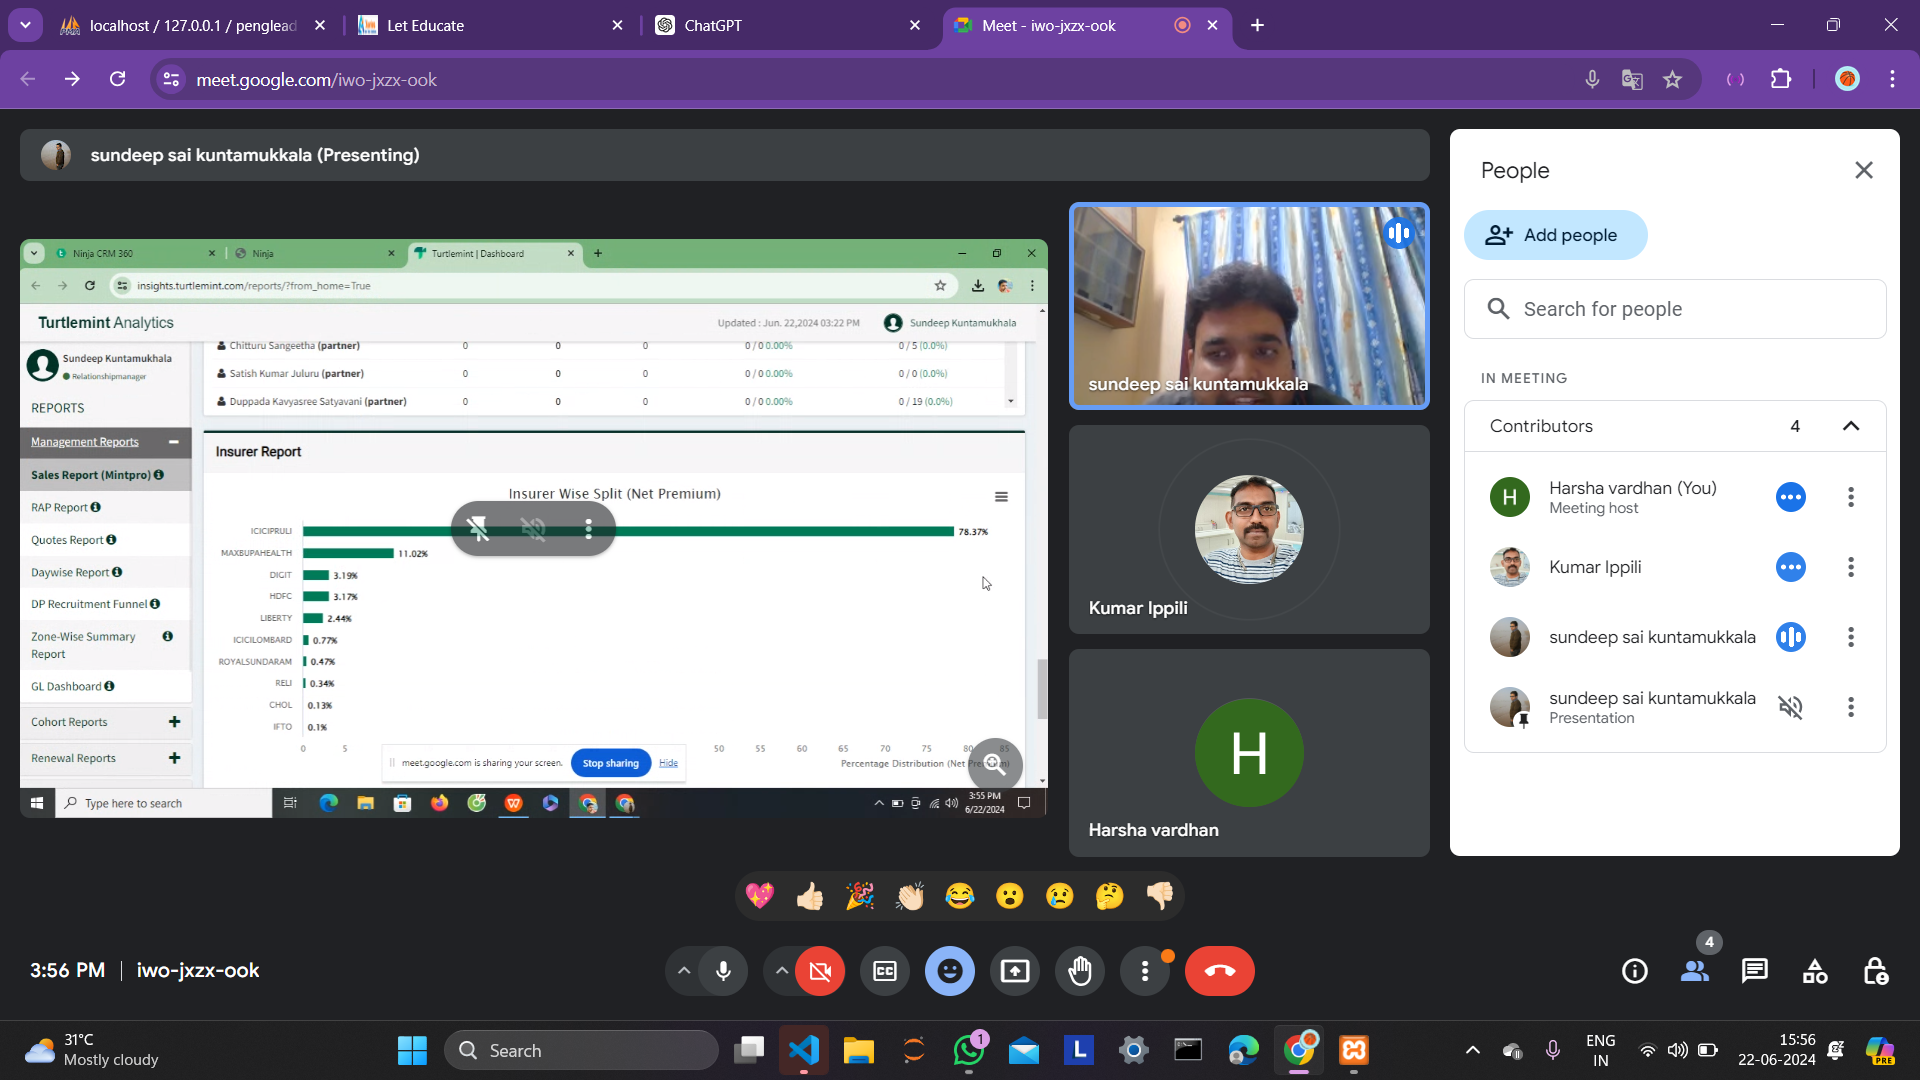 localhost / 127.0.0.1 / penglead
Let Educate
ChatGPT
Meet - iwo-jxzx-ook
meet.google.com/iwo-jxzx-ook
sundeep sai kuntamukkala (Presenting)
Ninja CRM 360
Ninja
Turtlemint | Dashboard
insights.turtlemint.com/reports/?from_home=True
Turtlemint Analytics
Updated : Jun. 22,2024 03:22 PM
Sundeep Kuntamukhala
Sundeep Kuntamukhala
Relationshipmanager
REPORTS
Management Reports
Sales Report (Mintpro)
RAP Report
Quotes Report
Daywise Report
DP Recruitment Funnel
Zone-Wise Summary
Report
GL Dashboard
Cohort Reports
Renewal Reports
Chitturu Sangeetha (partner) 0 0 0 0 / 0 0.00% 0 / 5 (0.0%)
Satish Kumar Juluru (partner) 0 0 0 0 / 0 0.00% 0 / 0 (0.0%)
Duppada Kavyasree Satyavani (partner) 0 0 0 0 / 0 0.00% 0 / 19 (0.0%)
Insurer Report
Insurer Wise Split (Net Premium)
ICICIPRULI 78.37%
MAXBUPAHEALTH 11.02%
DIGIT 3.19%
HDFC 3.17%
LIBERTY 2.44%
ICICILOMBARD 0.77%
ROYALSUNDARAM 0.47%
RELI 0.34%
CHOL 0.13%
IFTO 0.1%
0 5 50 55 60 65 70 75 80 85
Percentage Distribution (Net Premium)
meet.google.com is sharing your screen.
Stop sharing
Hide
Type here to search
3:55 PM
6/22/2024
sundeep sai kuntamukkala
Kumar Ippili
H
Harsha vardhan
People
Add people
Search for people
IN MEETING
Contributors 4
H
Harsha vardhan (You)
Meeting host
Kumar Ippili
sundeep sai kuntamukkala
sundeep sai kuntamukkala
Presentation
3:56 PM | iwo-jxzx-ook
4
31°C
Mostly cloudy
Search
1
L
ENG
IN
15:56
22-06-2024
PRE